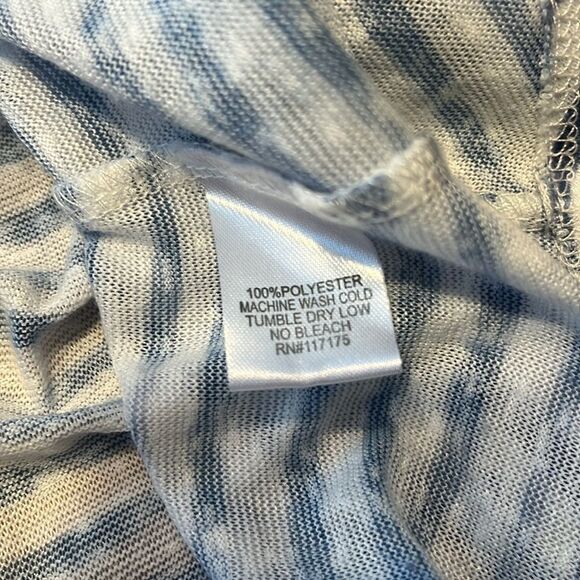 100%POLYESTER
MACHINE WASH COLD
TUMBLE DRY LOW
NO BLEACH
RN#117175